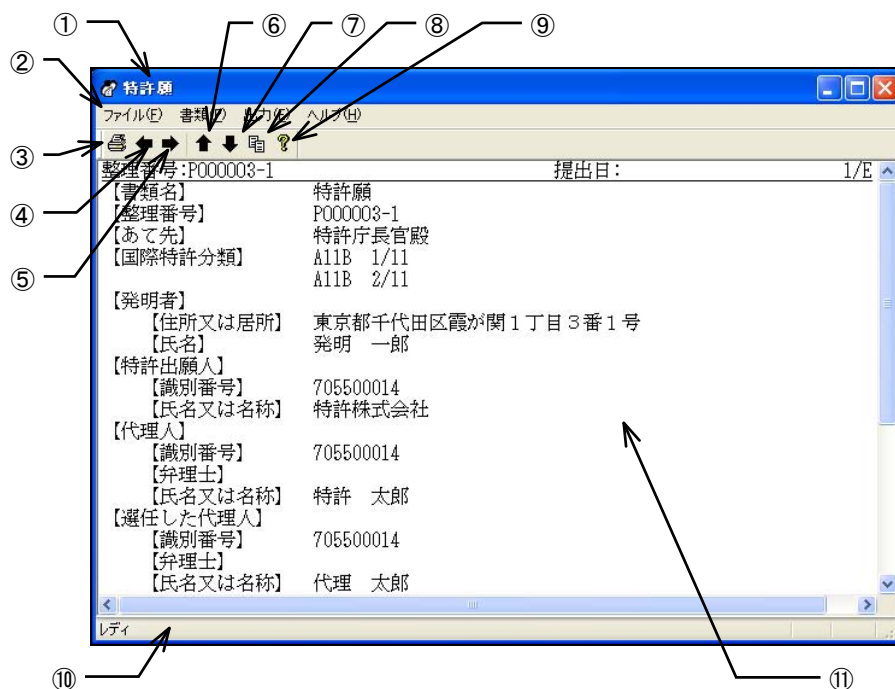 ① ⑥ ⑦ ⑧ ⑨
②
特許願
ファイル(F) 書類 出力 ヘルプ(H)
③
整理番号:P000003-1 提出日: 1/E
④
⑤
【書類名】 特許願
【整理番号】 P000003-1
【あて先】 特許庁長官殿
【国際特許分類】 A11B 1/11
A11B 2/11
【発明者】
【住所又は居所】 東京都千代田区霞が関1丁目3番1号
【氏名】 発明 一郎
【特許出願人】
【識別番号】 705500014
【氏名又は名称】 特許株式会社
【代理人】
【識別番号】 705500014
【弁理士】
【氏名又は名称】 特許 太郎
【選任した代理人】
【識別番号】 705500014
【弁理士】
【氏名又は名称】 代理 太郎
レディ
⑩ ⑪